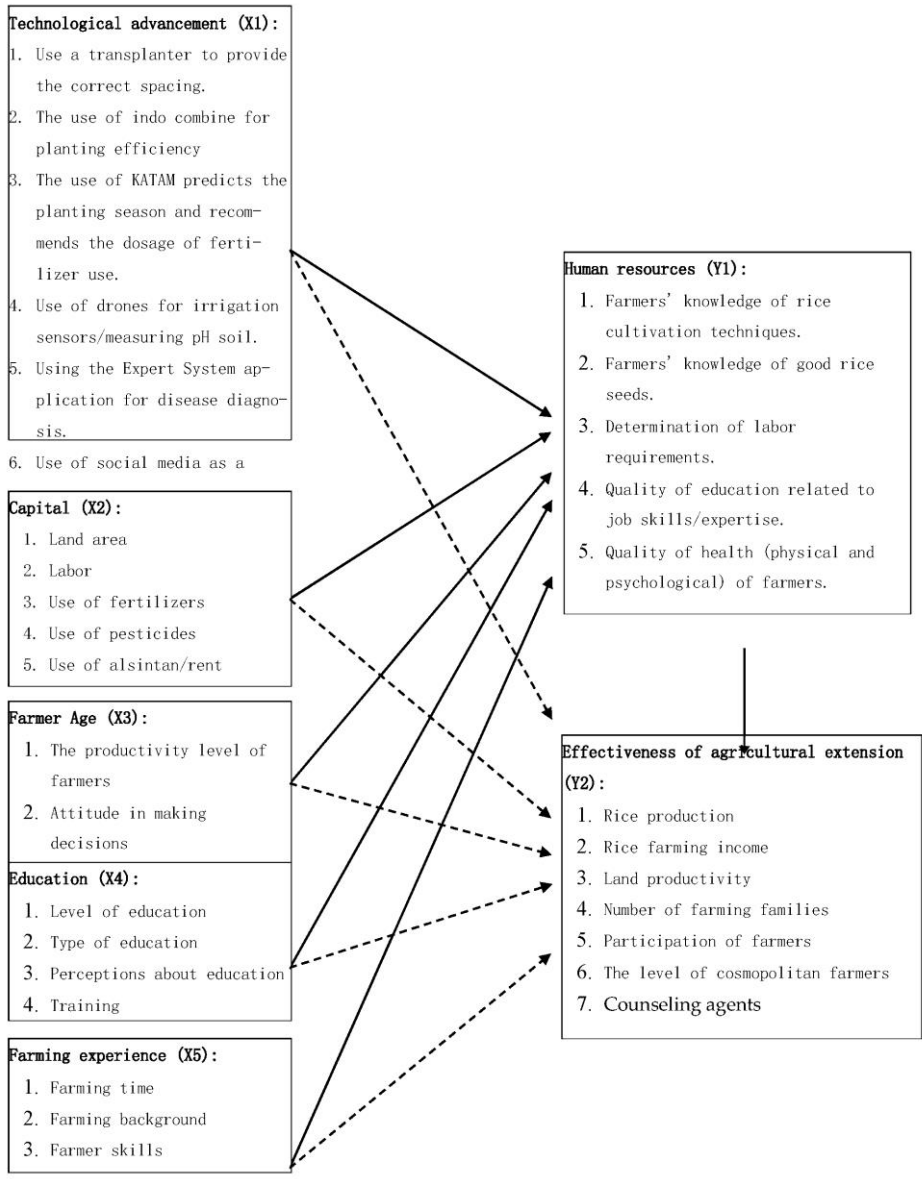 Technological advancement (X1):
1. Use a transplanter to provide
the correct spacing.
2. The use of indo combine for
planting efficiency
3. The use of KATAM predicts the
planting season and recom-
mends the dosage of ferti-
lizer use.
4. Use of drones for irrigation
sensors/measuring pH soil.
5. Using the Expert System ap-
plication for disease diagno-
sis.
6. Use of social media as a
Capital (X2):
1. Land area
2. Labor
3. Use of fertilizers
4. Use of pesticides
5. Use of alsintan/rent
Farmer Age (X3):
1. The productivity level of
farmers
2. Attitude in making
decisions
Education (X4):
1. Level of education
2. Type of education
3. Perceptions about education
4. Training
Farming experience (X5):
1. Farming time
2. Farming background
3. Farmer skills
Human resources (Y1):
1. Farmers' knowledge of rice
cultivation techniques.
2. Farmers' knowledge of good rice
seeds.
3. Determination of labor
requirements.
4. Quality of education related to
job skills/expertise.
5. Quality of health (physical and
psychological) of farmers.
Effectiveness of agricultural extension
(Y2):
1. Rice production
2. Rice farming income
3. Land productivity
4. Number of farming families
5. Participation of farmers
6. The level of cosmopolitan farmers
7. Counseling agents